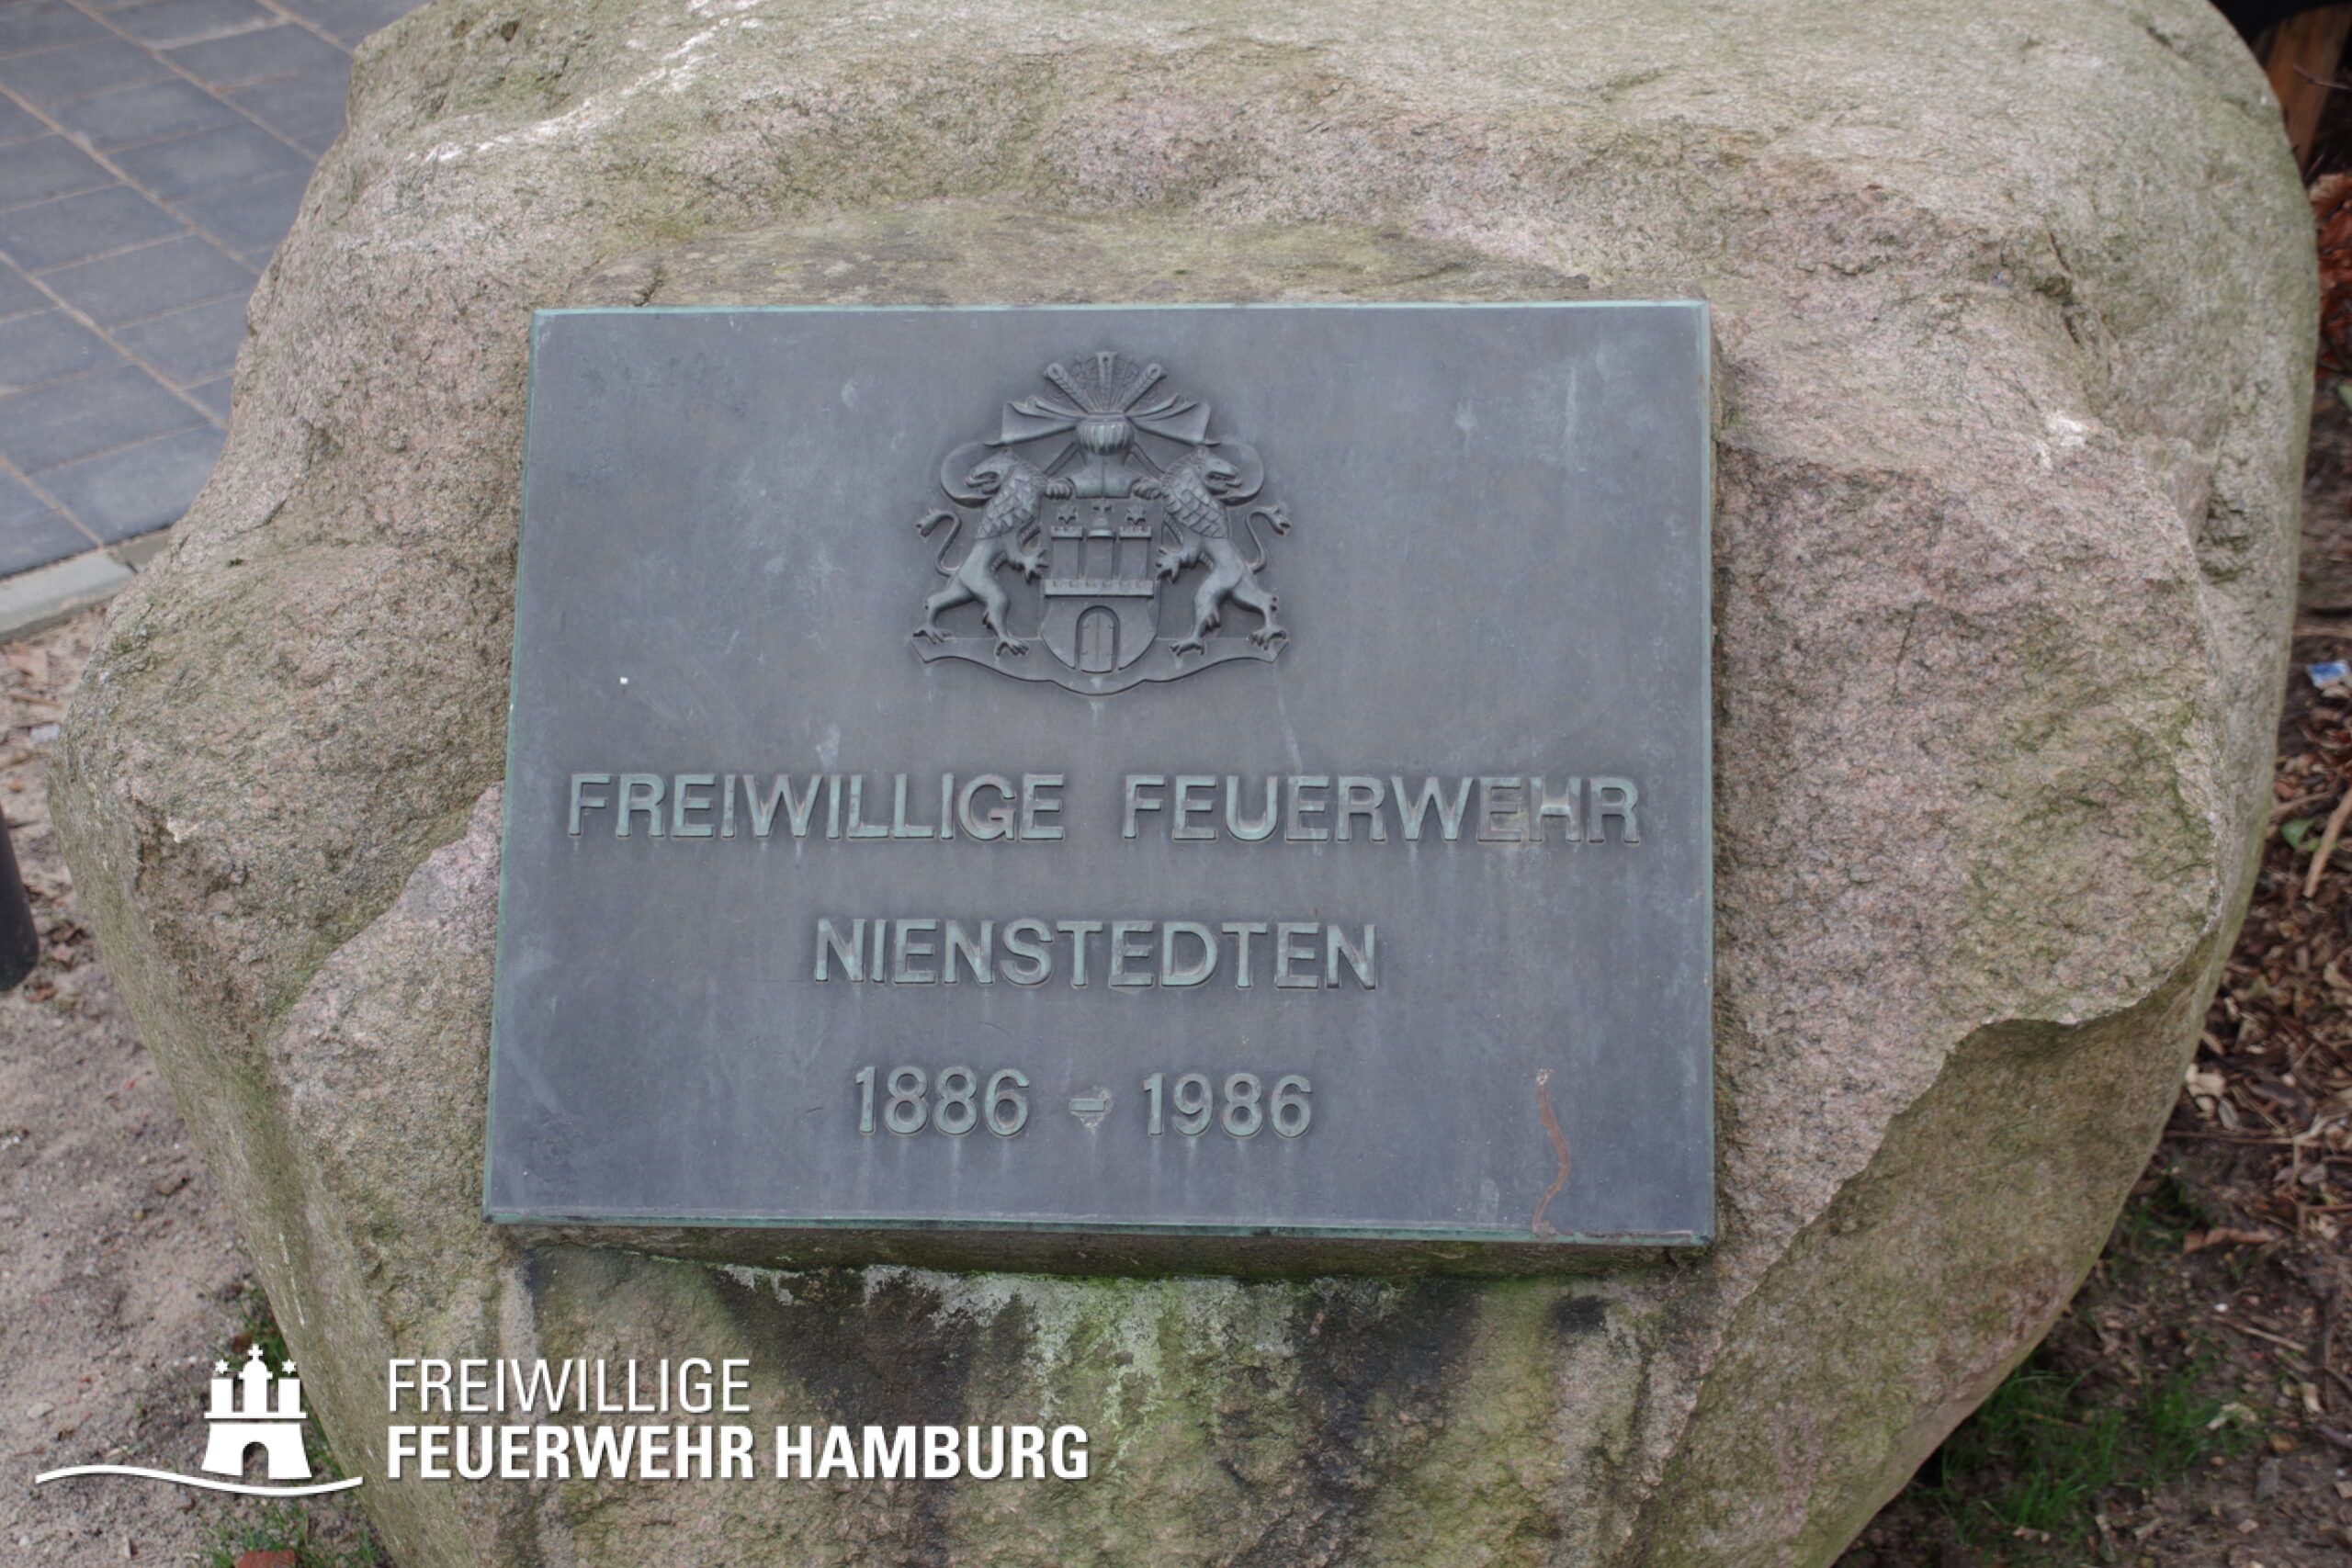 FREIWILLIGE FEUERWEHR
NIENSTEDTEN
1886 - 1986
FREIWILLIGE
FEUERWEHR HAMBURG